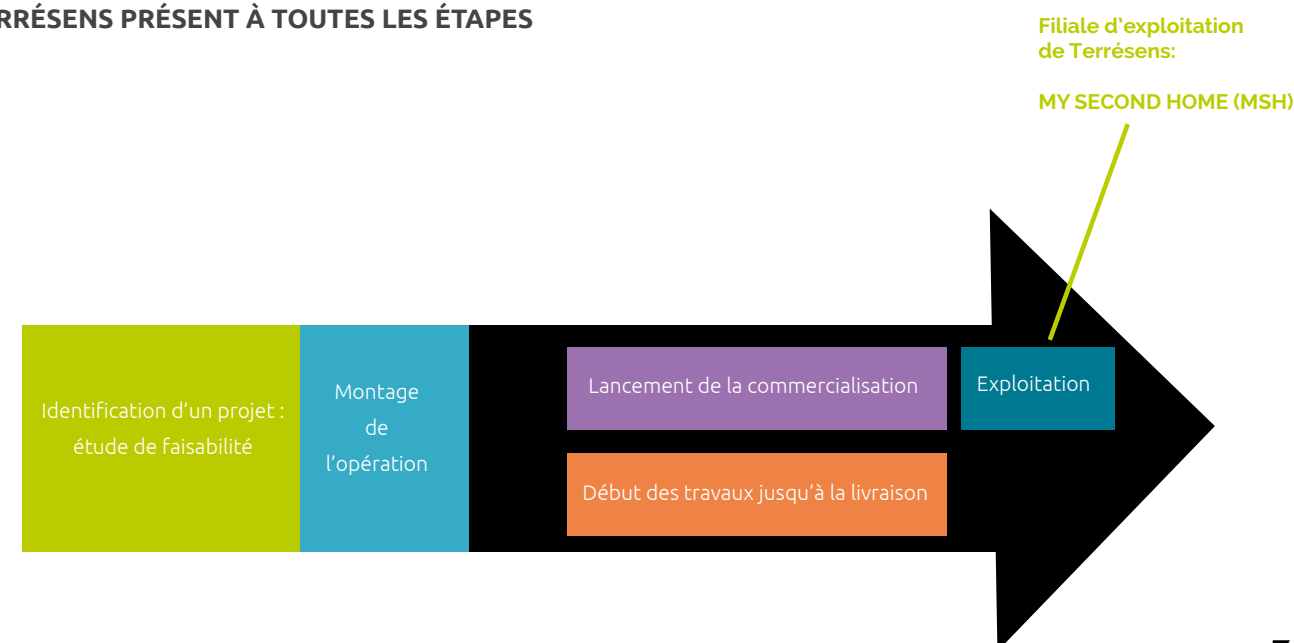 RRÉSENS PRÉSENT À TOUTES LES ÉTAPES
Filiale d'exploitation
de Terrésens:
MY SECOND HOME (MSH)
Identification d'un projet :
étude de faisabilité
Montage
de
l'opération
Lancement de la commercialisation
Exploitation
Début des travaux jusqu'à la livraison